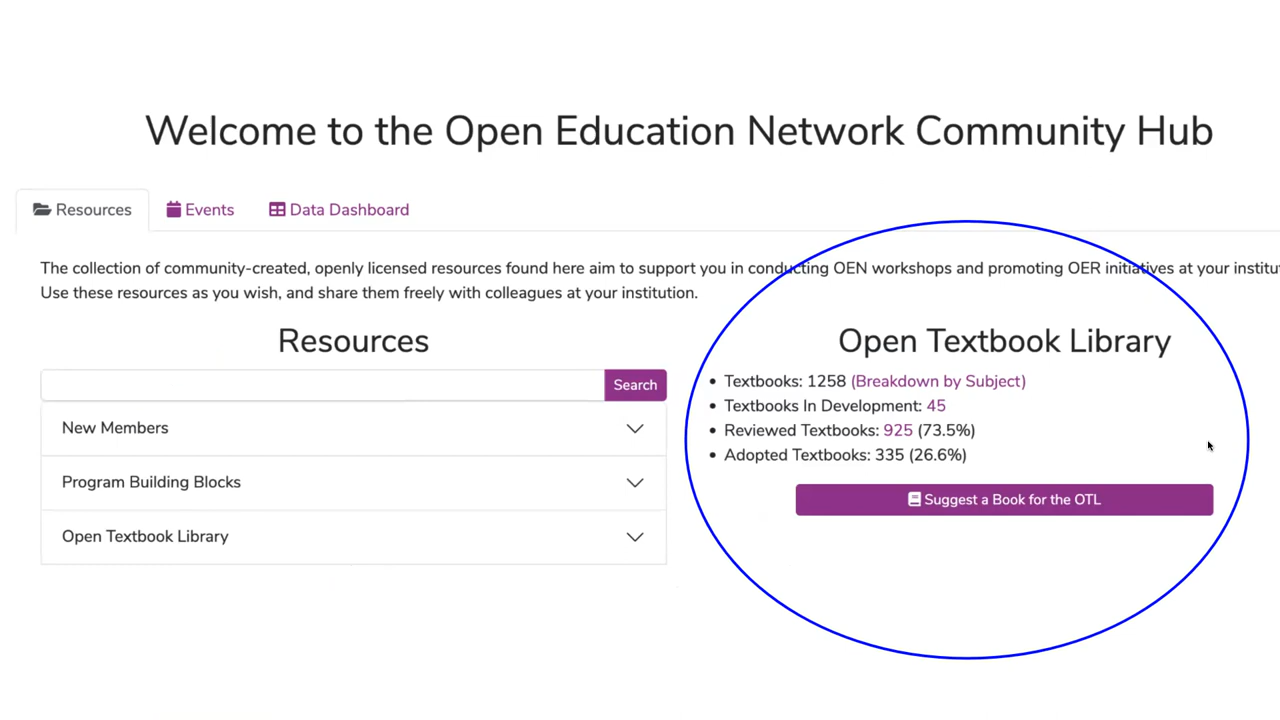 Welcome to the Open Education Network Community Hub
Resources
Events
Data Dashboard
The collection of community-created, openly licensed resources found here aim to support you in conducting OEN workshops and promoting OER initiatives at your
Use these resources as you wish, and share them freely with colleagues at your institution.
Resources
Search
New Members
Program Building Blocks
Open Textbook Library
Open Textbook Library
• Textbooks: 1258 (Breakdown by Subject)
• Textbooks In Development: 45
• Reviewed Textbooks: 925 (73.5%)
• Adopted Textbooks: 335 (26.6%)
Suggest a Book for the OTL